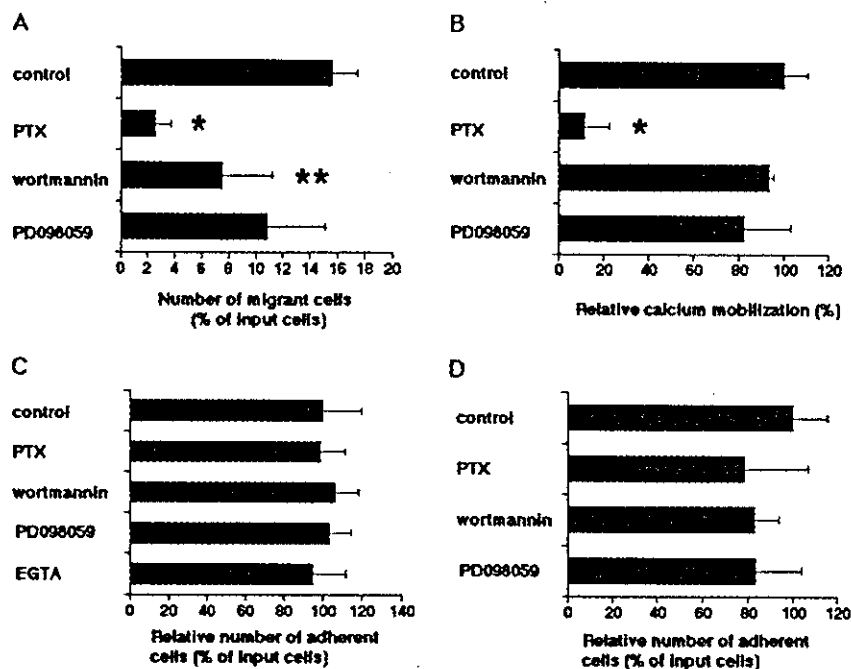 A
control
PTX
*
wortmannin
**
PD098059
0 2 4 6 8 10 12 14 16 18 20
Number of migrant cells
(% of input cells)
B
control
PTX
*
wortmannin
PD098059
0 20 40 60 80 100 120
Relative calcium mobilization (%)
C
control
PTX
wortmannin
PD098059
EGTA
0 20 40 60 80 100 120 140
Relative number of adherent
cells (% of input cells)
D
control
PTX
wortmannin
PD098059
0 20 40 60 80 100 120
Relative number of adherent
cells (% of input cells)